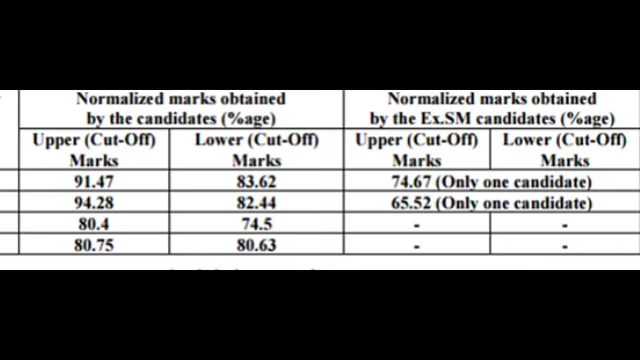 Normalized marks obtained Normalized marks obtained
by the candidates (%age) by the Ex.SM candidates (%age)
Upper (Cut-Off) Lower (Cut-Off) Upper (Cut-Off) Lower (Cut-Off)
Marks Marks Marks Marks
91.47 83.62 74.67 (Only one candidate)
94.28 82.44 65.52 (Only one candidate)
80.4 74.5 - -
80.75 80.63 - -